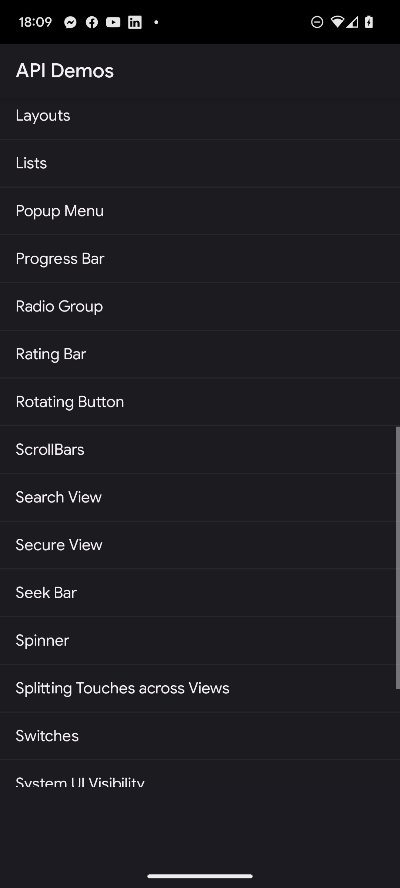 18:09
API Demos
Layouts
Lists
Popup Menu
Progress Bar
Radio Group
Rating Bar
Rotating Button
ScrollBars
Search View
Secure View
Seek Bar
Spinner
Splitting Touches across Views
Switches
System UI Visibility